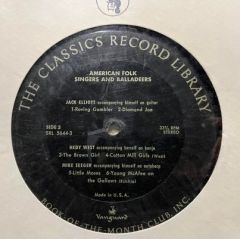 THE CLASSICS RECORD LIBRARY
AMERICAN FOLK
SINGERS AND BALLADEERS
JACK ELLIOTT accompanying himself on guitar
1-Roving Gambler 2-Diamond Joe
SIDE 3
SRL 5644-3
33⅓ RPM
STEREO
HEDY WEST accompanying herself on banjo
3-The Brown Girl 4-Cotton Mill Girls (West)
MIKE SEEGER accompanying himself on autoharp
5-Little Moses 6-Young McAfee on
the Gallows (Ritchie)
Made in U.S.A.
Vanguard
BOOK-OF-THE-MONTH CLUB, INC.